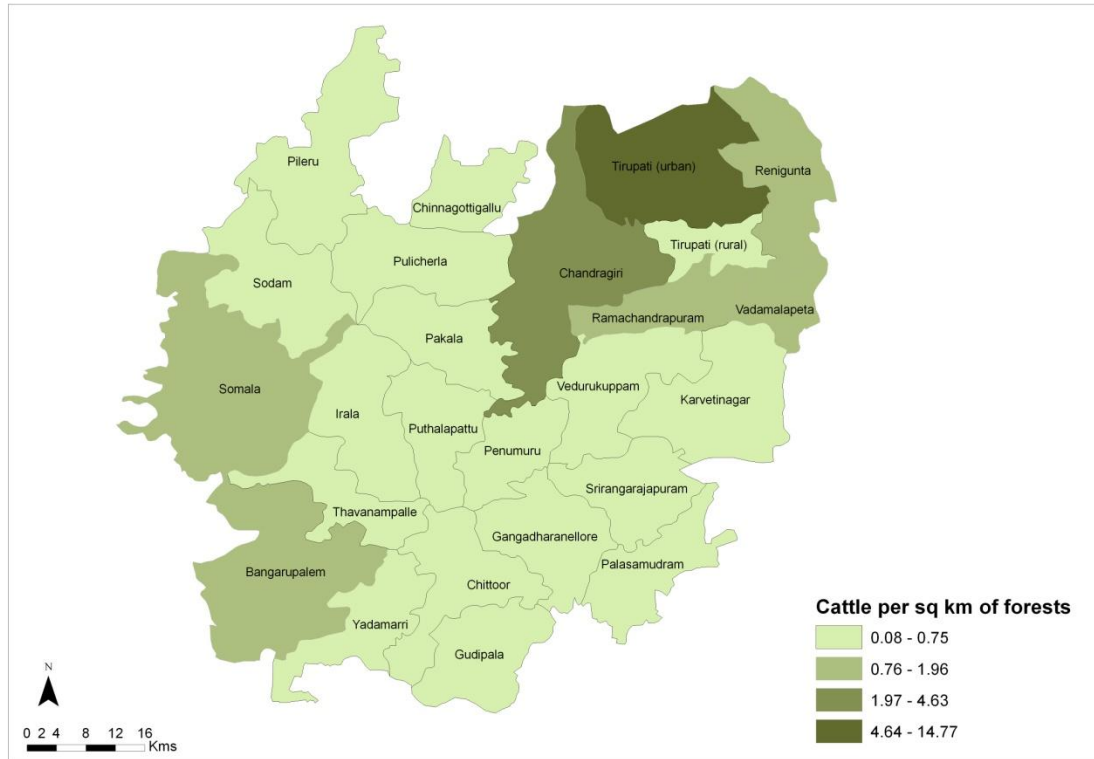 Pileru
Tirupati (urban)
Renigunta
Chinnagottigallu
Tirupati (rural)
Pulicherla
Chandragiri
Sodam
Ramachandrapuram
Vadamalapeta
Pakala
Somala
Vedurukuppam
Karvetinagar
Irala
Puthalapattu
Penumuru
Srirangarajapuram
Thavanampalle
Gangadharanellore
Palasamudram
Bangarupalem
Chittoor
Yadamarri
Gudipala
Cattle per sq km of forests
0.08 - 0.75
0.76 - 1.96
1.97 - 4.63
4.64 - 14.77
N
0 2 4 8 12 16
Kms